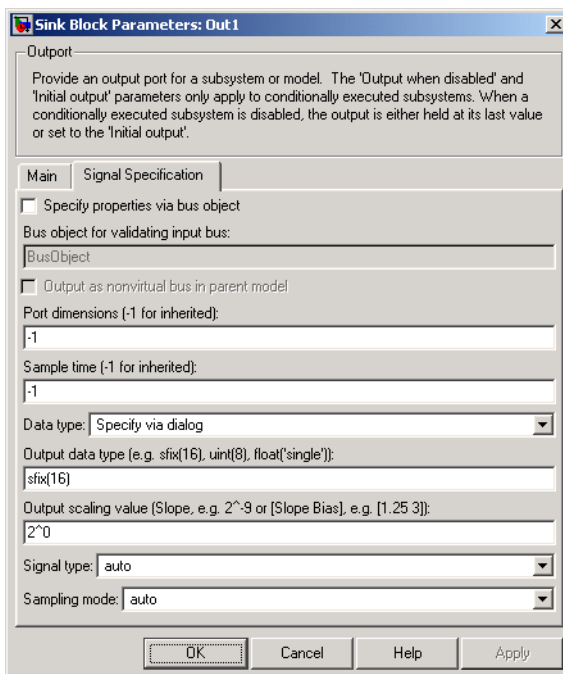 Sink Block Parameters: Out1
Outport
Provide an output port for a subsystem or model. The 'Output when disabled' and
'Initial output' parameters only apply to conditionally executed subsystems. When a
conditionally executed subsystem is disabled, the output is either held at its last value
or set to the 'Initial output'.
Main Signal Specification
Specify properties via bus object
Bus object for validating input bus:
BusObject
Output as nonvirtual bus in parent model
Port dimensions (-1 for inherited):
-1
Sample time (-1 for inherited):
-1
Data type: Specify via dialog
Output data type (e.g. sfix(16), uint(8), float('single')):
sfix(16)
Output scaling value (Slope, e.g. 2^-9 or [Slope Bias], e.g. [1.25 3]):
2^0
Signal type: auto
Sampling mode: auto
OK Cancel Help Apply